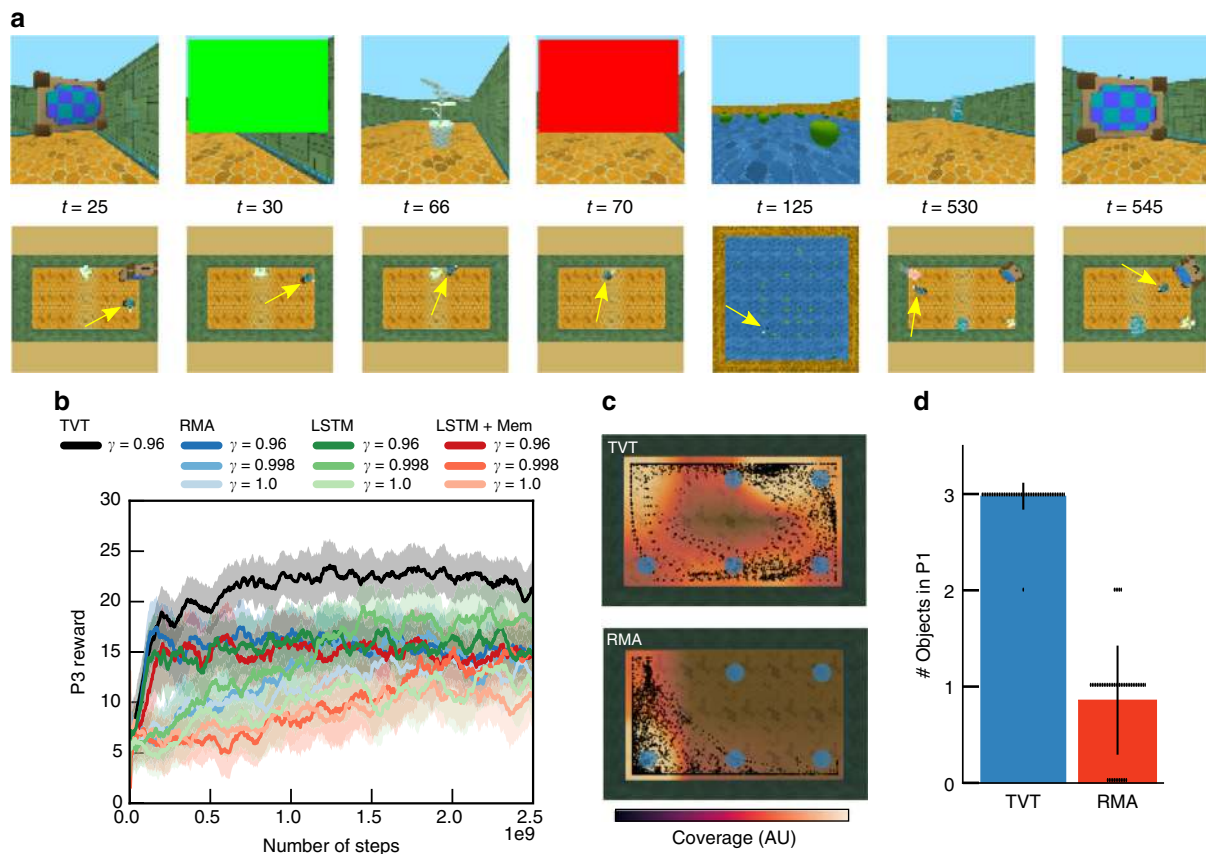 a
t = 25
t = 30
t = 66
t = 70
t = 125
t = 530
t = 545
b
TVT
RMA
LSTM
LSTM + Mem
γ = 0.96
γ = 0.96
γ = 0.96
γ = 0.96
γ = 0.998
γ = 0.998
γ = 0.998
γ = 1.0
γ = 1.0
γ = 1.0
30
25
20
15
10
5
0
P3 reward
0.0
0.5
1.0
1.5
2.0
2.5
1e9
Number of steps
c
TVT
RMA
Coverage (AU)
d
3
2
1
0
# Objects in P1
TVT
RMA